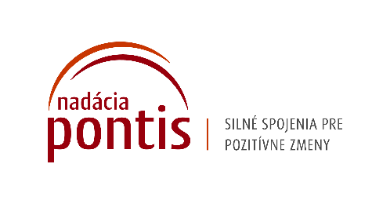 nadácia
pontis
SILNÉ SPOJENIA PRE
POZITÍVNE ZMENY